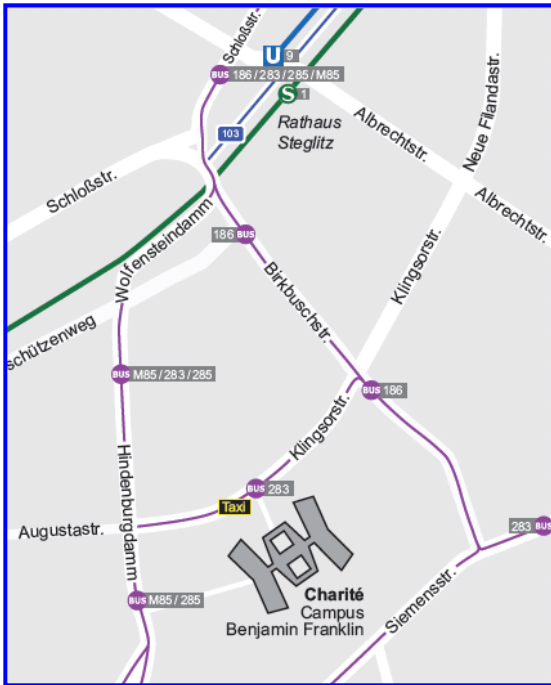 Schloßstr.
U 9
BUS 186/283/285/M85
S 1
103
Rathaus
Steglitz
Albrechtstr.
Neue Filandastr.
Schloßstr.
Albrechtstr.
Wolfensteindamm
186 BUS
Birkbuschstr.
Klingsorstr.
schützenweg
BUS M85/283/285
BUS 186
Klingsorstr.
Hindenburgdamm
BUS 283
Taxi
Augustastr.
283 BUS
Charité
Campus
Benjamin Franklin
Siemensstr.
BUS M85/285